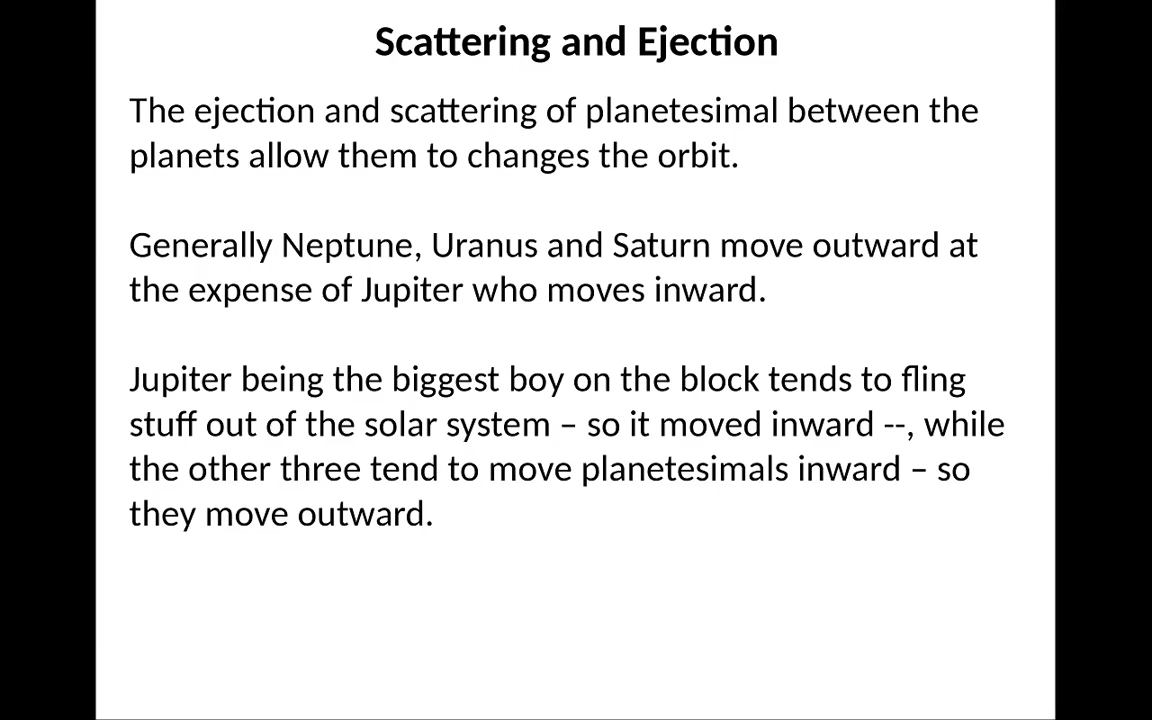 Scattering and Ejection
The ejection and scattering of planetesimal between the
planets allow them to changes the orbit.
Generally Neptune, Uranus and Saturn move outward at
the expense of Jupiter who moves inward.
Jupiter being the biggest boy on the block tends to fling
stuff out of the solar system – so it moved inward --, while
the other three tend to move planetesimals inward – so
they move outward.